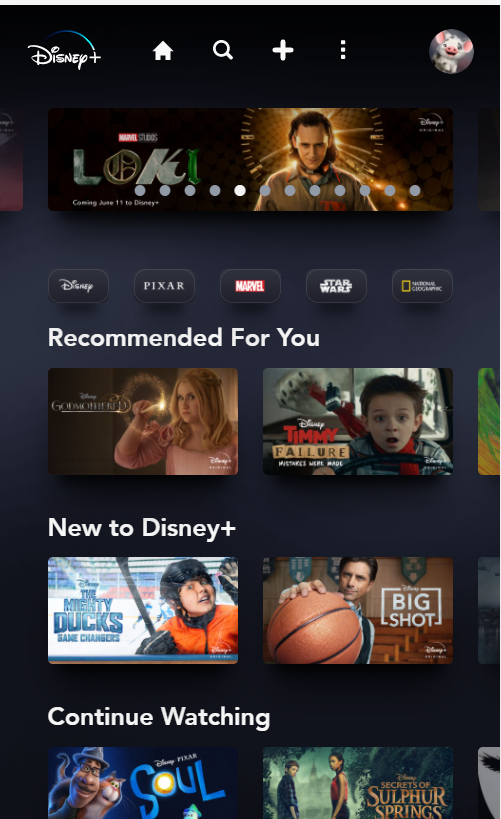 Disney+
MARVEL STUDIOS
LOKI
Disney+
ORIGINAL
Coming June 11 to Disney+
Disney
PIXAR
MARVEL
STAR
WARS
NATIONAL
GEOGRAPHIC
Recommended For You
Disney
GODMOTHERED
Disney+
ORIGINAL
Disney
TIMMY
FAILURE
MISTAKES WERE MADE
Disney+
ORIGINAL
New to Disney+
Disney
THE
MIGHTY
DUCKS
GAME CHANGERS
Disney+
ORIGINAL
Disney
BIG
SHOT
Disney+
ORIGINAL
Continue Watching
Disney PIXAR
SOUL
Disney
SECRETS OF
SULPHUR
SPRINGS